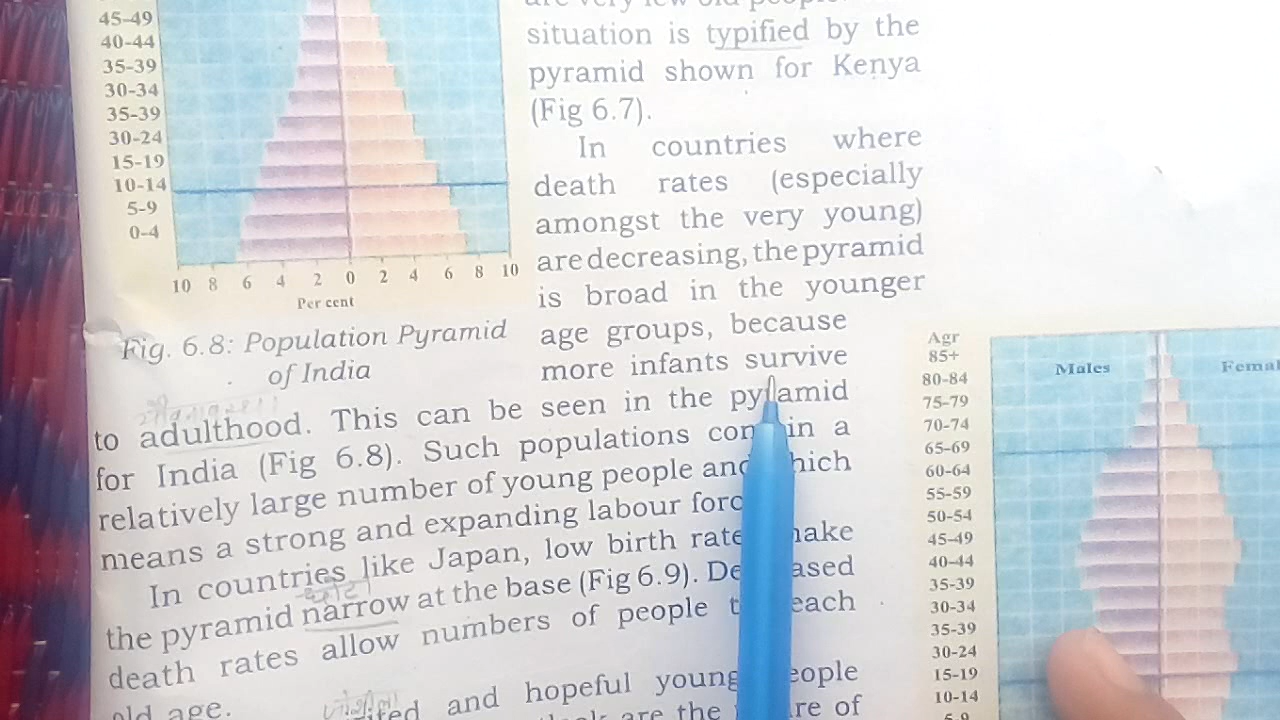 45-49
40-44
35-39
30-34
35-39
30-24
15-19
10-14
5-9
0-4
10 8 6 4 2 0 2 4 6 8 10
Per cent
Fig. 6.8: Population Pyramid
of India
situation is typified by the
pyramid shown for Kenya
(Fig 6.7).
In countries where
death rates (especially
amongst the very young)
are decreasing, the pyramid
is broad in the younger
age groups, because
more infants survive
to adulthood. This can be seen in the pyramid
for India (Fig 6.8). Such populations in a
relatively large number of young people
means a strong and expanding labour
In countries like Japan, low birth
the pyramid narrow at the base (Fig 6.9).
death rates allow numbers of people
old age.
and hopeful young
are the of
Agr
85+
80-84
75-79
70-74
65-69
60-64
55-59
50-54
45-49
40-44
35-39
30-34
35-39
30-24
15-19
10-14
Males